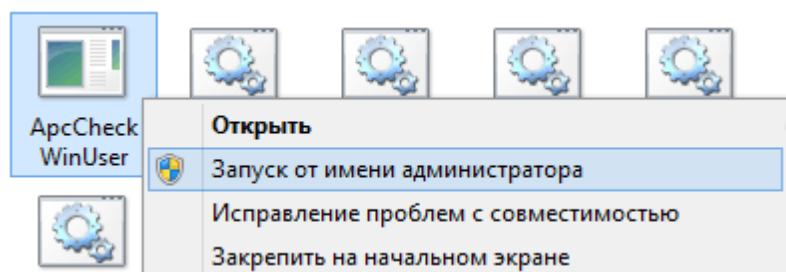 ApcCheck
WinUser
Открыть
Запуск от имени администратора
Исправление проблем с совместимостью
Закрепить на начальном экране